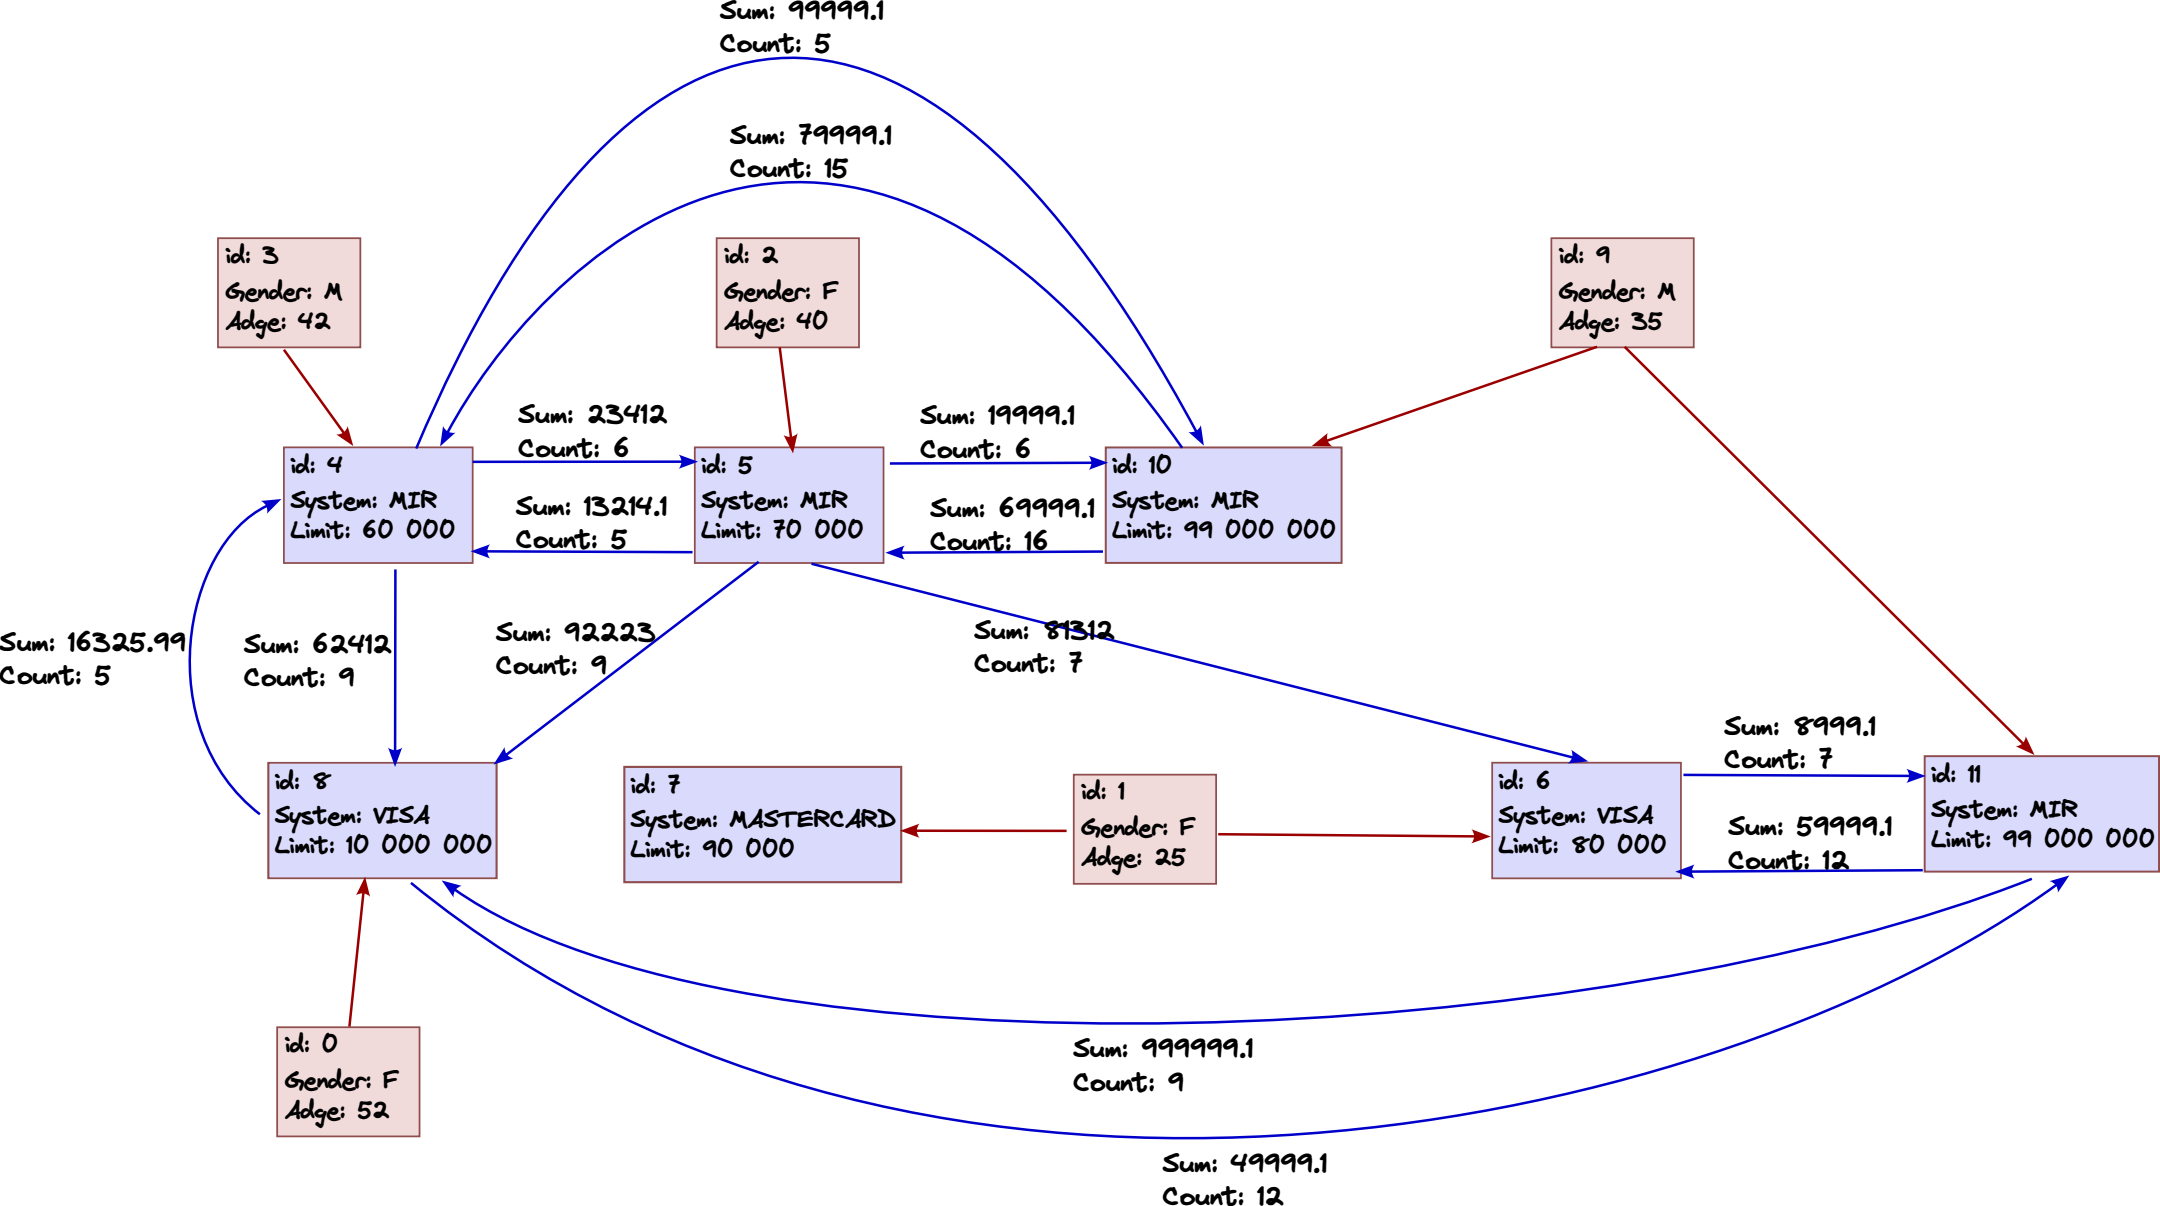 Sum: 99999.1
Count: 5
Sum: 79999.1
Count: 15
id: 3
Gender: M
Adge: 42
id: 2
Gender: F
Adge: 40
id: 9
Gender: M
Adge: 35
Sum: 23412
Count: 6
Sum: 19999.1
Count: 6
id: 4
System: MIR
Limit: 60 000
Sum: 13214.1
Count: 5
id: 5
System: MIR
Limit: 70 000
Sum: 69999.1
Count: 16
id: 10
System: MIR
Limit: 99 000 000
Sum: 16325.99
Count: 5
Sum: 62412
Count: 9
Sum: 92223
Count: 9
Sum: 81312
Count: 7
Sum: 8999.1
Count: 7
id: 8
System: VISA
Limit: 10 000 000
id: 7
System: MASTERCARD
Limit: 90 000
id: 1
Gender: F
Adge: 25
id: 6
System: VISA
Limit: 80 000
Sum: 59999.1
Count: 12
id: 11
System: MIR
Limit: 99 000 000
id: 0
Gender: F
Adge: 52
Sum: 999999.1
Count: 9
Sum: 49999.1
Count: 12